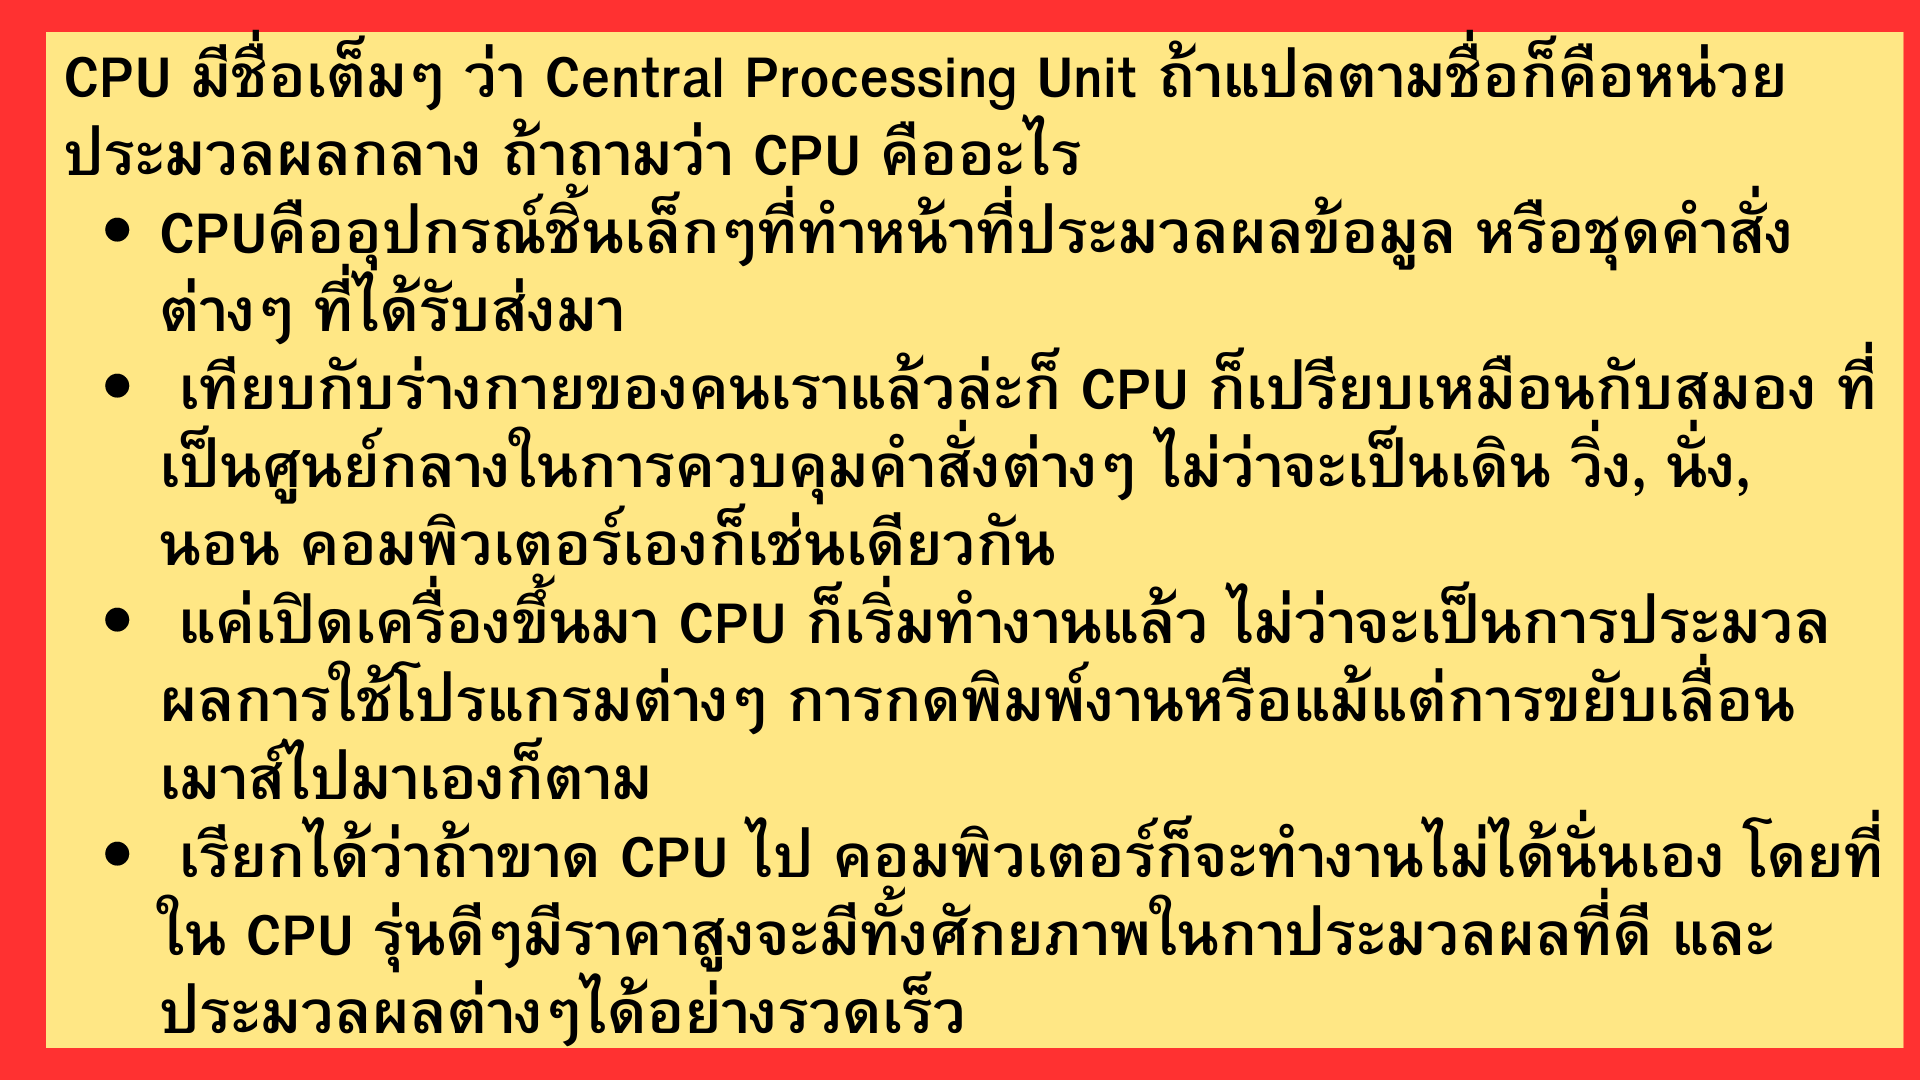 CPU มีชื่อเต็มๆ ว่า Central Processing Unit ถ้าแปลตามชื่อก็คือหน่วย
ประมวลผลกลาง ถ้าถามว่า CPU คืออะไร
• CPUคืออุปกรณ์ชิ้นเล็กๆที่ทำหน้าที่ประมวลผลข้อมูล หรือชุดคำสั่ง
ต่างๆ ที่ได้รับส่งมา
• เทียบกับร่างกายของคนเราแล้วล่ะก็ CPU ก็เปรียบเหมือนกับสมอง ที่
เป็นศูนย์กลางในการควบคุมคำสั่งต่างๆ ไม่ว่าจะเป็นเดิน วิ่ง, นั่ง,
นอน คอมพิวเตอร์เองก็เช่นเดียวกัน
• แค่เปิดเครื่องขึ้นมา CPU ก็เริ่มทำงานแล้ว ไม่ว่าจะเป็นการประมวล
ผลการใช้โปรแกรมต่างๆ การกดพิมพ์งานหรือแม้แต่การขยับเลื่อน
เมาส์ไปมาเองก็ตาม
• เรียกได้ว่าถ้าขาด CPU ไป คอมพิวเตอร์ก็จะทำงานไม่ได้นั่นเอง โดยที่
ใน CPU รุ่นดีๆมีราคาสูงจะมีทั้งศักยภาพในกาประมวลผลที่ดี และ
ประมวลผลต่างๆได้อย่างรวดเร็ว